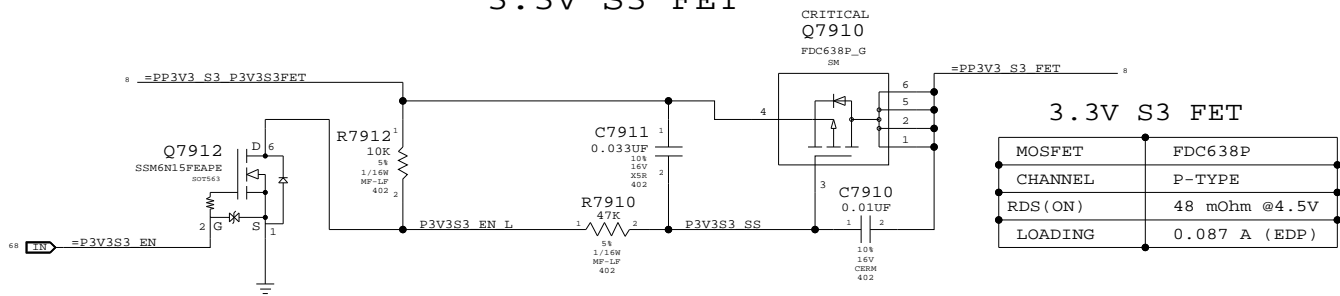 3.3V S3 FET
CRITICAL
Q7910
FDC638P_G
SM
8 =PP3V3_S3_P3V3S3FET
=PP3V3_S3_FET 8
4
6
5
2
1
3
Q7912
SSM6N15FEAPE
SOT563
D 6
2 G S 1
R7912 1
10K
5%
1/16W
MF-LF
402
2
C7911 1
0.033UF
10%
16V
X5R
402
2
68 IN =P3V3S3_EN
P3V3S3_EN_L
R7910
47K
1 2
5%
1/16W
MF-LF
402
P3V3S3_SS
C7910
0.01UF
1 2
10%
16V
CERM
402
3.3V S3 FET
MOSFET FDC638P
CHANNEL P-TYPE
RDS(ON) 48 mOhm @4.5V
LOADING 0.087 A (EDP)